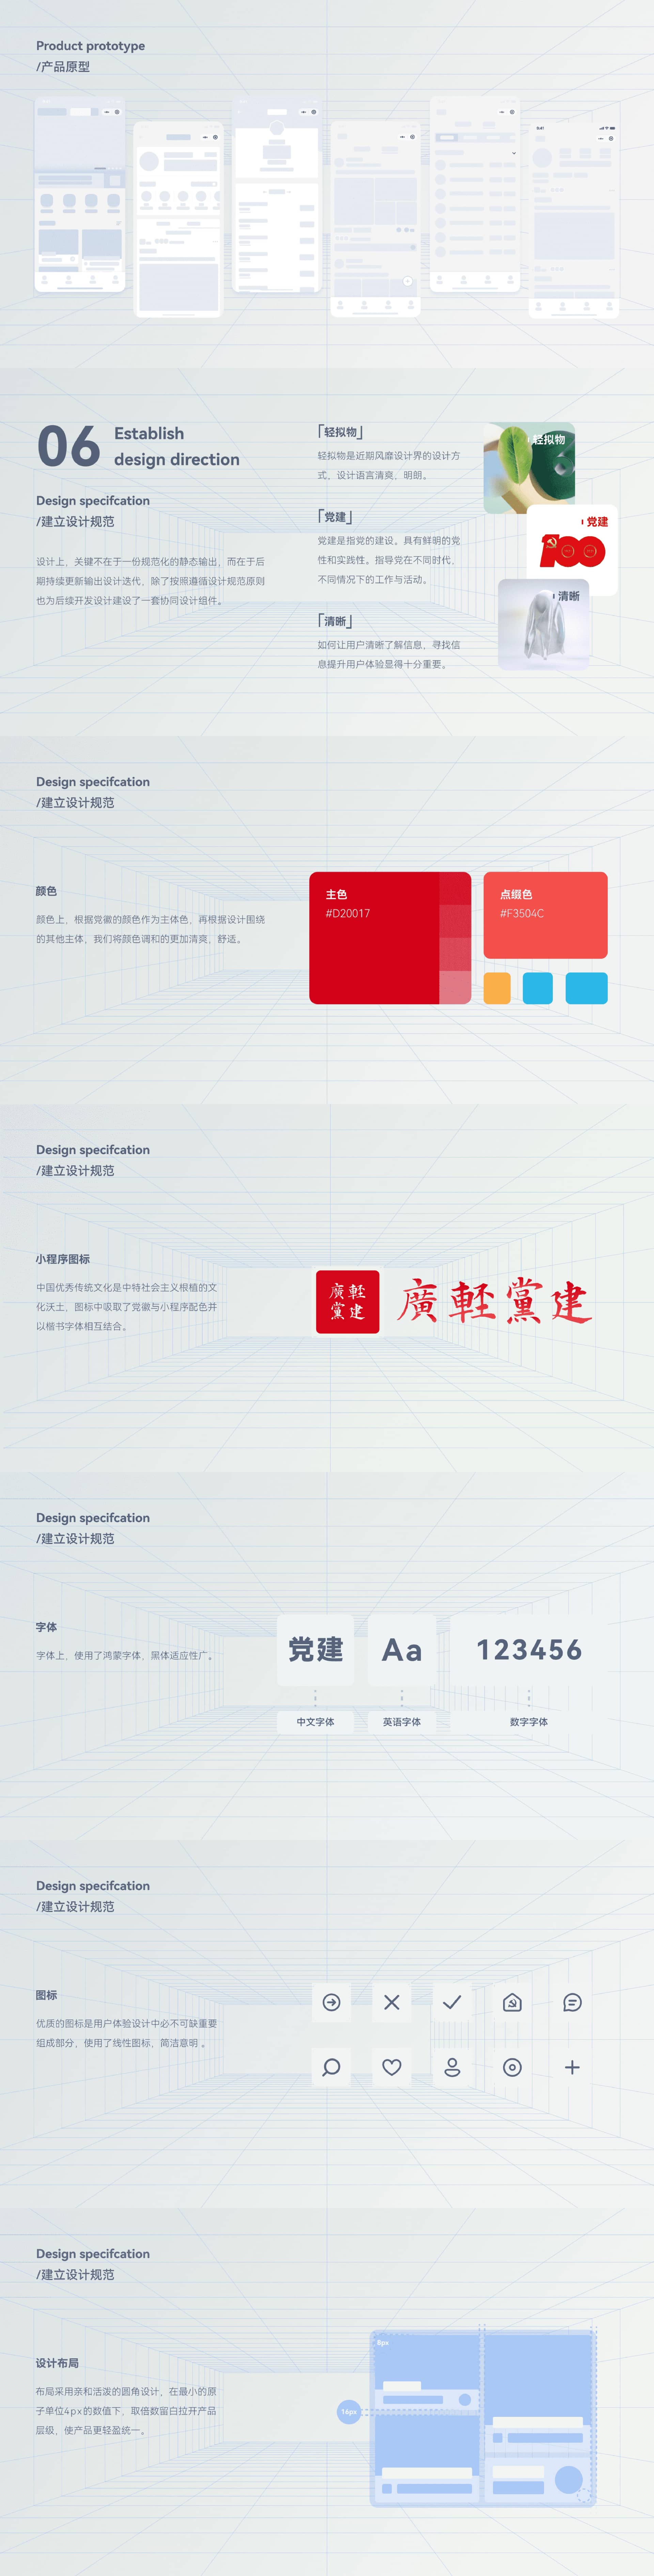 Product prototype
/产品原型
9:41
06
Establish
design direction
Design specifcation
/建立设计规范
设计上，关键不在于一份规范化的静态输出，而在于后
期持续更新输出设计迭代，除了按照遵循设计规范原则
也为后续开发设计建设了一套协同设计组件。
「轻拟物」
轻拟物是近期风靡设计界的设计方
式，设计语言清爽，明朗。
「党建」
党建是指党的建设。具有鲜明的党
性和实践性。指导党在不同时代，
不同情况下的工作与活动。
「清晰」
如何让用户清晰了解信息，寻找信
息提升用户体验显得十分重要。
轻拟物
党建
100
清晰
Design specifcation
/建立设计规范
颜色
颜色上，根据党徽的颜色作为主体色，再根据设计围绕
的其他主体，我们将颜色调和的更加清爽，舒适。
主色
#D20017
点缀色
#F3504C
Design specifcation
/建立设计规范
小程序图标
中国优秀传统文化是中特社会主义根植的文
化沃土，图标中吸取了党徽与小程序配色并
以楷书字体相互结合。
廣軽
黨建
廣軽黨建
Design specifcation
/建立设计规范
字体
字体上，使用了鸿蒙字体，黑体适应性广。
党建
Aa
123456
中文字体
英语字体
数字字体
Design specifcation
/建立设计规范
图标
优质的图标是用户体验设计中必不可缺重要
组成部分，使用了线性图标，简洁意明 。
Design specifcation
/建立设计规范
设计布局
布局采用亲和活泼的圆角设计，在最小的原
子单位4px的数值下，取倍数留白拉开产品
层级，使产品更轻盈统一。
8px
16px